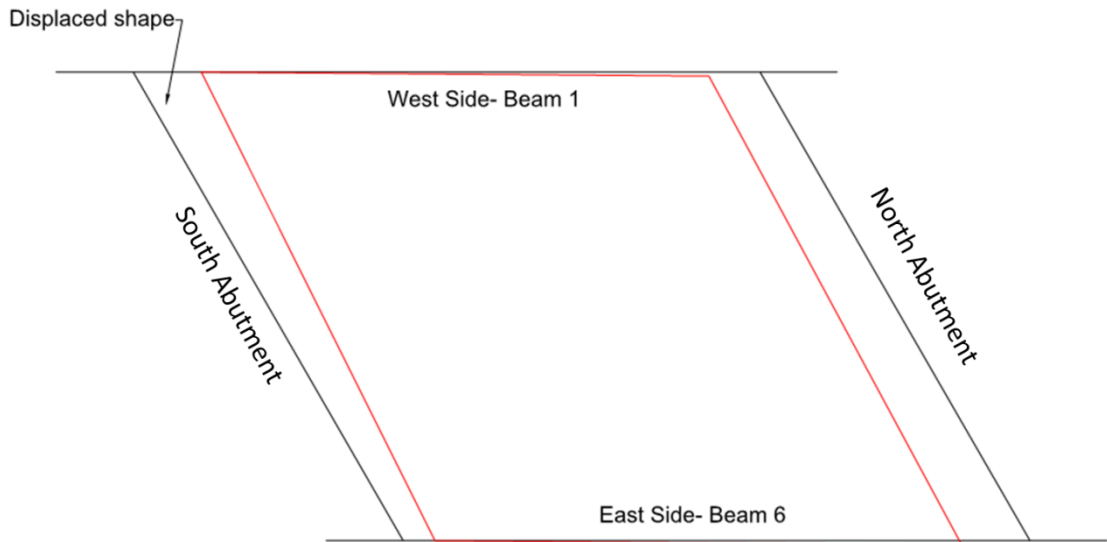 Displaced shape
West Side- Beam 1
South Abutment
North Abutment
East Side- Beam 6